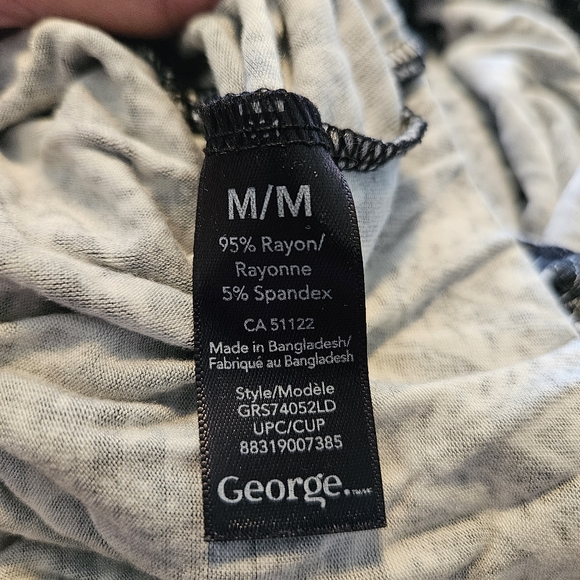 M/M
95% Rayon/
Rayonne
5% Spandex
CA 51122
Made in Bangladesh/
Fabriqué au Bangladesh
Style/Modèle
GRS74052LD
UPC/CUP
88319007385
George.